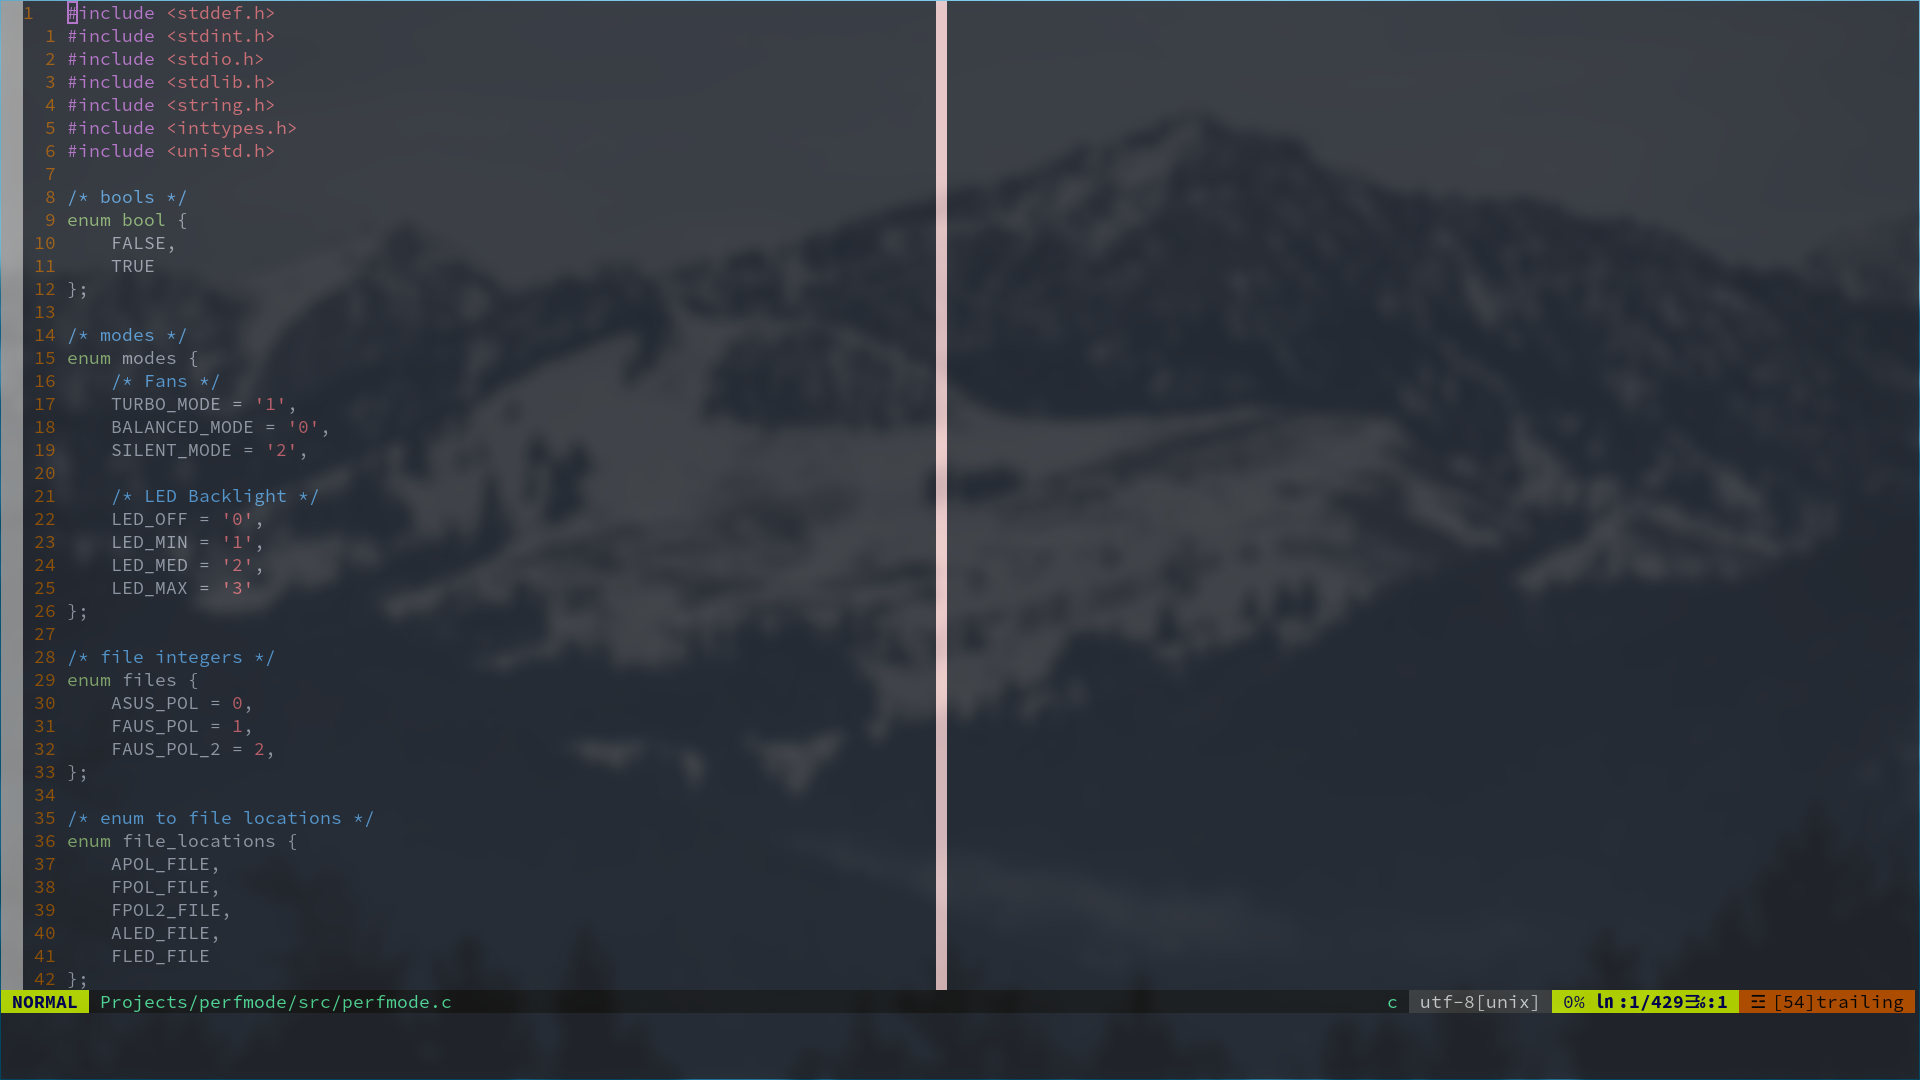 1 #include <stddef.h>
1 #include <stdint.h>
2 #include <stdio.h>
3 #include <stdlib.h>
4 #include <string.h>
5 #include <inttypes.h>
6 #include <unistd.h>
7
8 /* bools */
9 enum bool {
10 FALSE,
11 TRUE
12 };
13
14 /* modes */
15 enum modes {
16 /* Fans */
17 TURBO_MODE = '1',
18 BALANCED_MODE = '0',
19 SILENT_MODE = '2',
20
21 /* LED Backlight */
22 LED_OFF = '0',
23 LED_MIN = '1',
24 LED_MED = '2',
25 LED_MAX = '3'
26 };
27
28 /* file integers */
29 enum files {
30 ASUS_POL = 0,
31 FAUS_POL = 1,
32 FAUS_POL_2 = 2,
33 };
34
35 /* enum to file locations */
36 enum file_locations {
37 APOL_FILE,
38 FPOL_FILE,
39 FPOL2_FILE,
40 ALED_FILE,
41 FLED_FILE
42 };
NORMAL Projects/perfmode/src/perfmode.c c utf-8[unix] 0% ln:1/429☰℅:1 ☲ [54]trailing